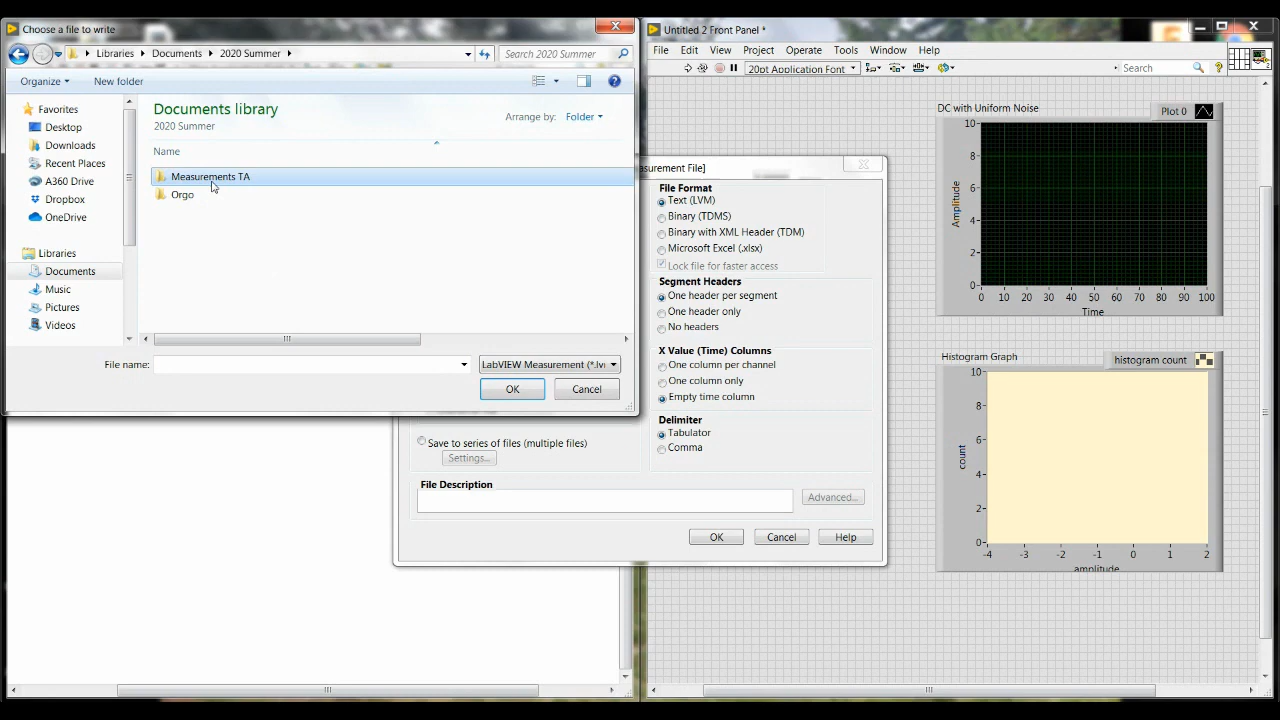 Choose a file to write
Libraries
Documents
2020 Summer
Search 2020 Summer
Organize
New folder
Favorites
Desktop
Downloads
Recent Places
A360 Drive
Dropbox
OneDrive
Libraries
Documents
Music
Pictures
Videos
Documents library
2020 Summer
Arrange by:
Folder
Name
Measurements TA
Orgo
File name:
LabVIEW Measurement (*.lv
OK
Cancel
asurement File]
File Format
Text (LVM)
Binary (TDMS)
Binary with XML Header (TDM)
Microsoft Excel (.xlsx)
Lock file for faster access
Segment Headers
One header per segment
One header only
No headers
X Value (Time) Columns
One column per channel
One column only
Empty time column
Delimiter
Tabulator
Comma
Save to series of files (multiple files)
Settings...
File Description
Advanced...
OK
Cancel
Help
Untitled 2 Front Panel *
File Edit View Project Operate Tools Window Help
20pt Application Font
Search
DC with Uniform Noise
Plot 0
Amplitude
10
8
6
4
2
0
0 10 20 30 40 50 60 70 80 90 100
Time
Histogram Graph
histogram count
count
10
8
6
4
2
0
-4 -3 -2 -1 0 1 2
amplitude